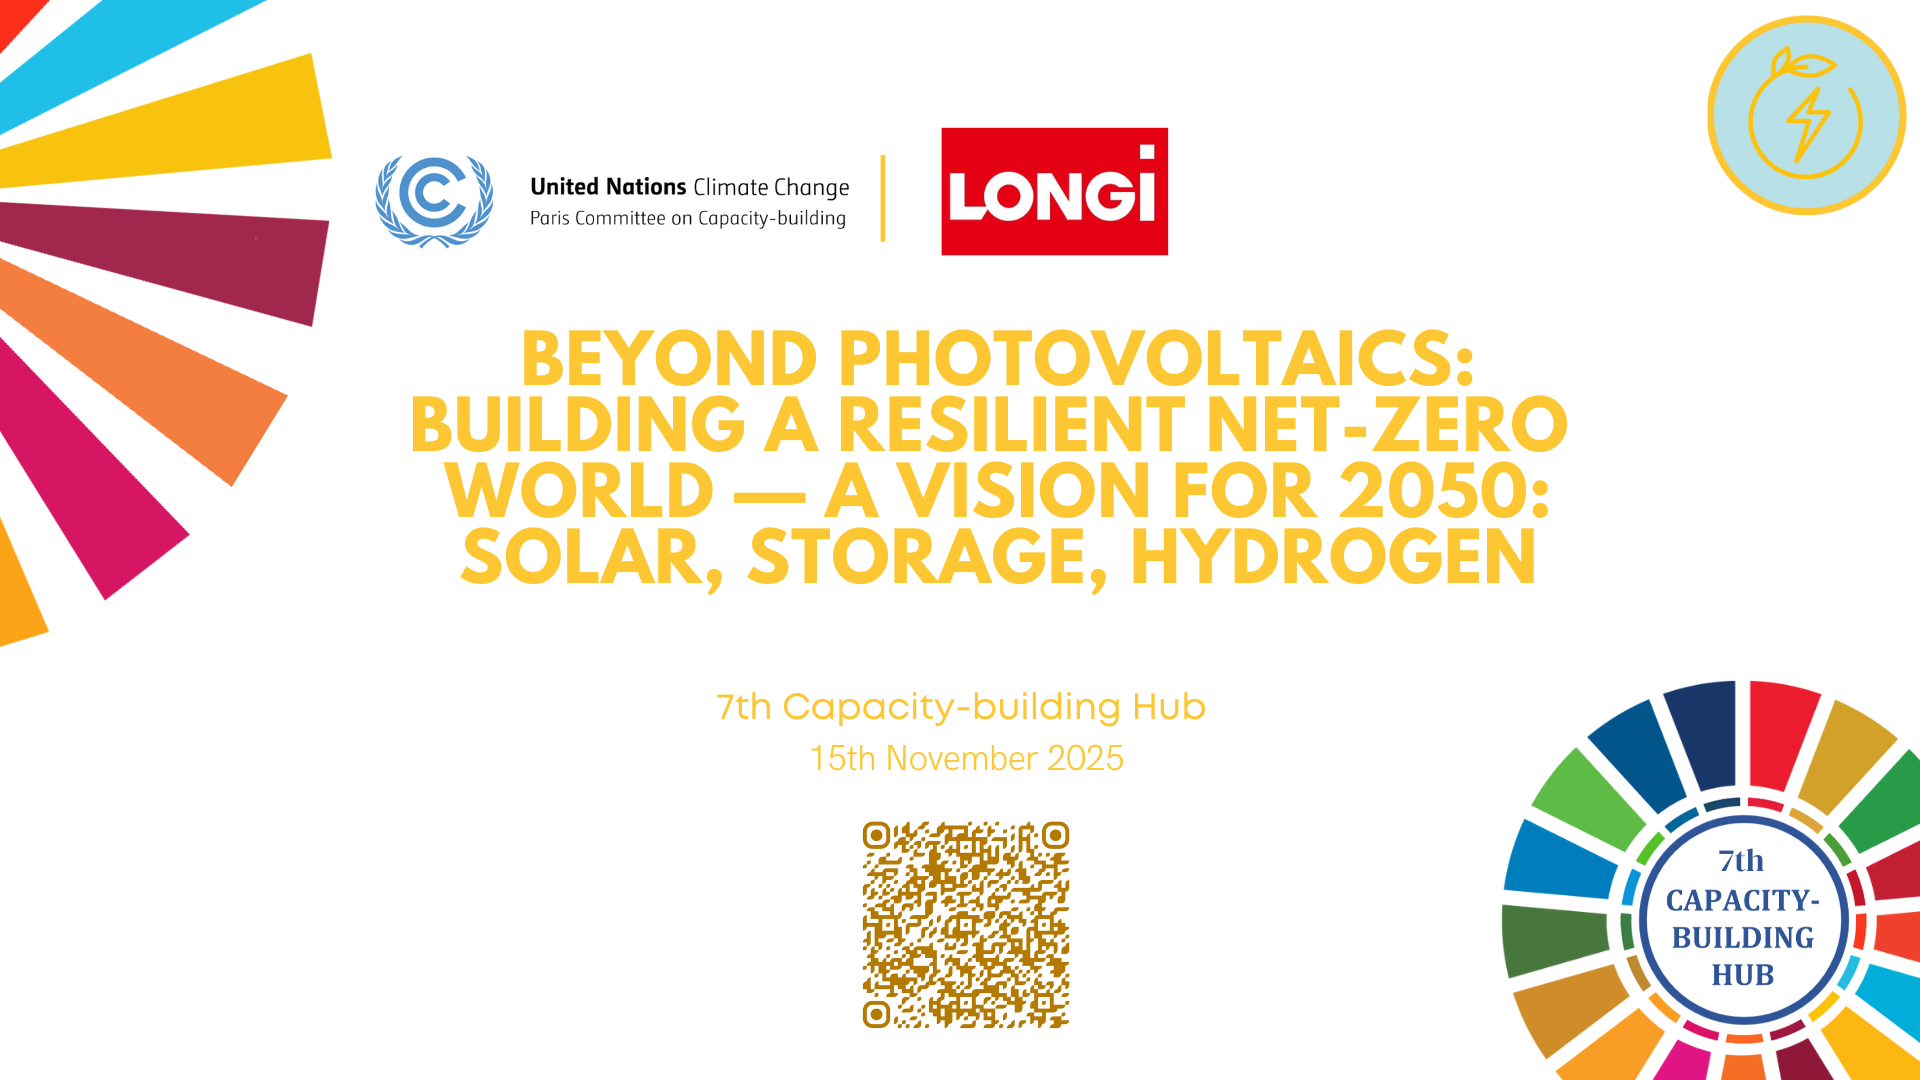 United Nations Climate Change
Paris Committee on Capacity-building
LONGi
BEYOND PHOTOVOLTAICS:
BUILDING A RESILIENT NET-ZERO
WORLD — A VISION FOR 2050:
SOLAR, STORAGE, HYDROGEN
7th Capacity-building Hub
15th November 2025
7th
CAPACITY-
BUILDING
HUB